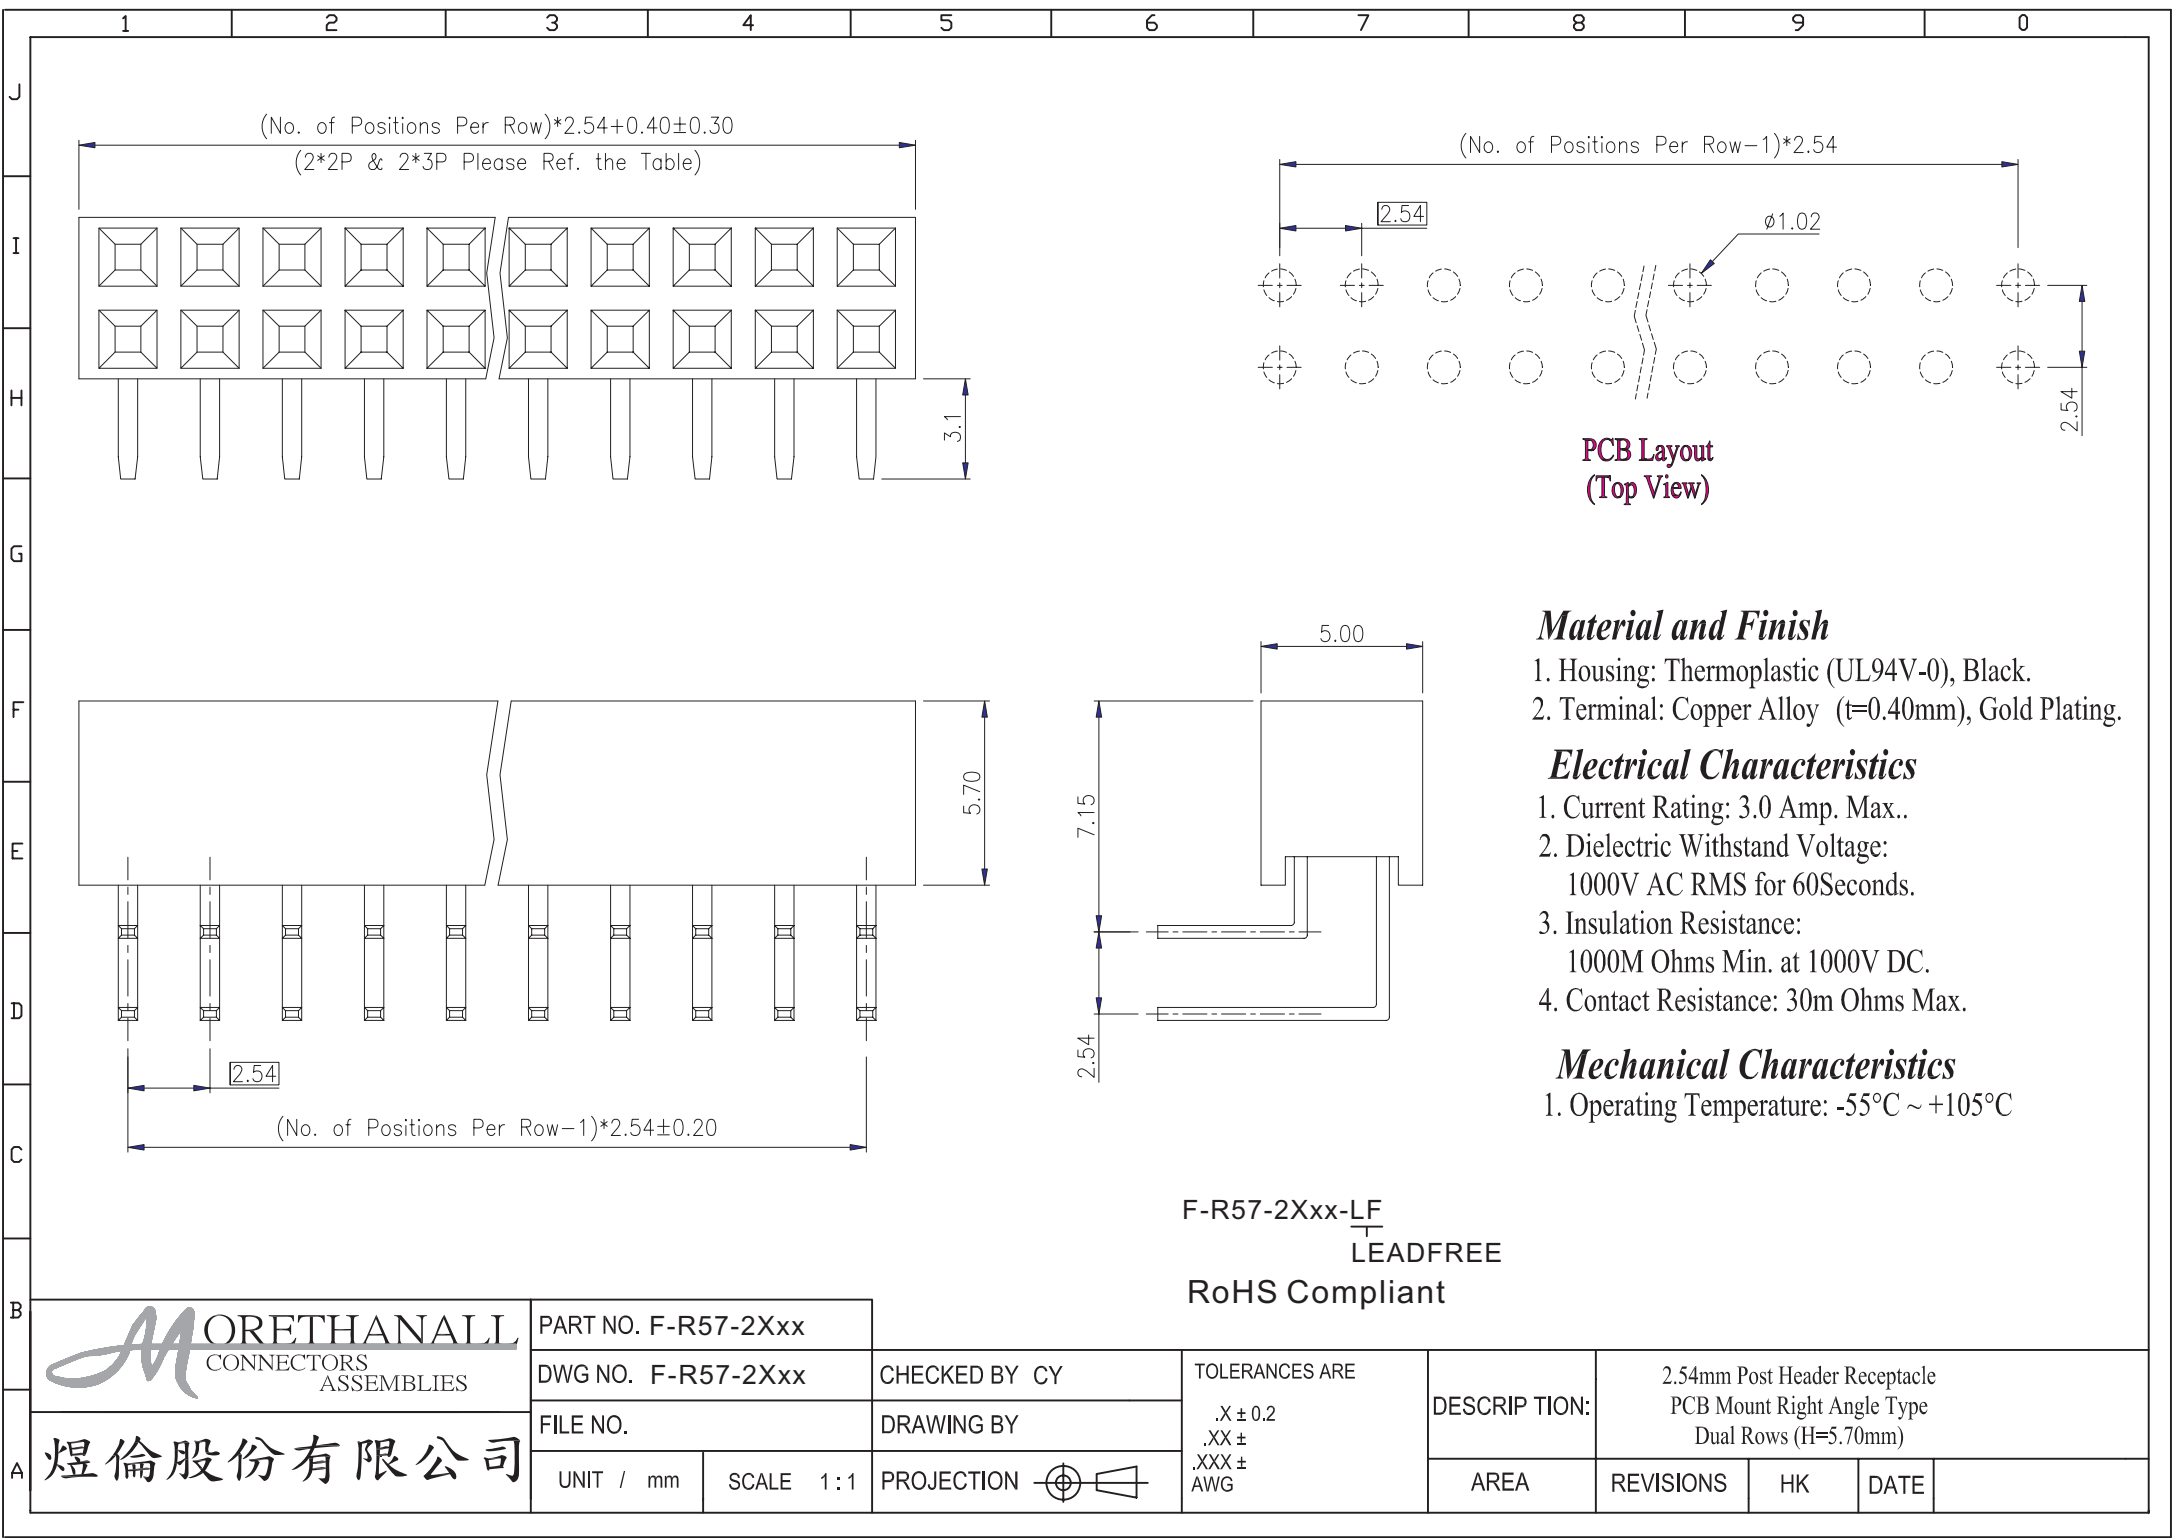 1 2 3 4 5 6 7 8 9 0
J
I
H
G
F
E
D
C
B
A
(No. of Positions Per Row)*2.54+0.40±0.30
(2*2P & 2*3P Please Ref. the Table)
3.1
(No. of Positions Per Row-1)*2.54
2.54
ø1.02
2.54
PCB Layout
(Top View)
5.70
2.54
(No. of Positions Per Row-1)*2.54±0.20
5.00
7.15
2.54
Material and Finish
1. Housing: Thermoplastic (UL94V-0), Black.
2. Terminal: Copper Alloy (t=0.40mm), Gold Plating.
Electrical Characteristics
1. Current Rating: 3.0 Amp. Max..
2. Dielectric Withstand Voltage:
1000V AC RMS for 60Seconds.
3. Insulation Resistance:
1000M Ohms Min. at 1000V DC.
4. Contact Resistance: 30m Ohms Max.
Mechanical Characteristics
1. Operating Temperature: -55°C ~ +105°C
F-R57-2Xxx-LF
LEADFREE
RoHS Compliant
MORETHANALL
CONNECTORS
ASSEMBLIES
煜倫股份有限公司
PART NO. F-R57-2Xxx
DWG NO. F-R57-2Xxx
FILE NO.
UNIT / mm
SCALE 1:1
CHECKED BY CY
DRAWING BY
PROJECTION
TOLERANCES ARE
.X ± 0.2
.XX ±
.XXX ±
AWG
DESCRIP TION:
2.54mm Post Header Receptacle
PCB Mount Right Angle Type
Dual Rows (H=5.70mm)
AREA
REVISIONS
HK
DATE